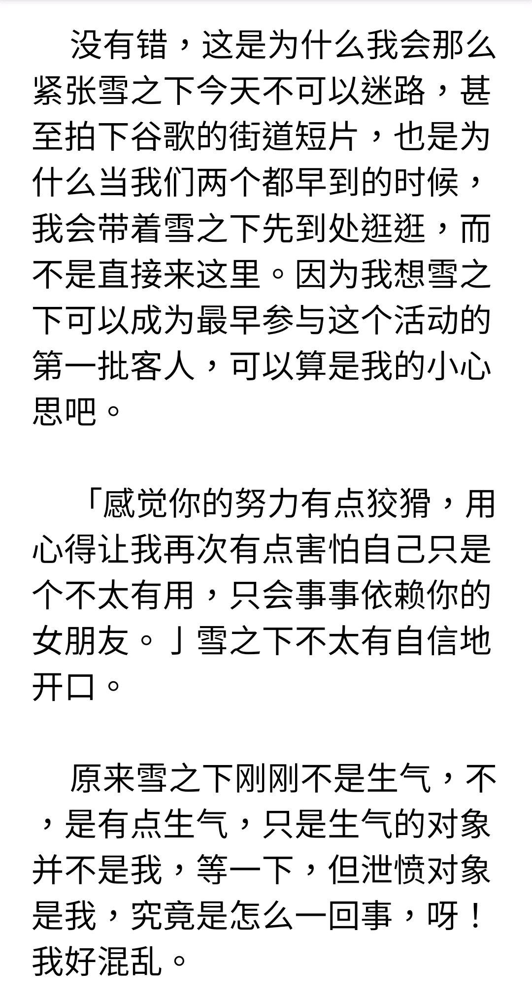 没有错，这是为什么我会那么
紧张雪之下今天不可以迷路，甚
至拍下谷歌的街道短片，也是为
什么当我们两个都早到的时候，
我会带着雪之下先到处逛逛，而
不是直接来这里。因为我想雪之
下可以成为最早参与这个活动的
第一批客人，可以算是我的小心
思吧。
「感觉你的努力有点狡猾，用
心得让我再次有点害怕自己只是
个不太有用，只会事事依赖你的
女朋友。」雪之下不太有自信地
开口。
原来雪之下刚刚不是生气，不
，是有点生气，只是生气的对象
并不是我，等一下，但泄愤对象
是我，究竟是怎么一回事，呀！
我好混乱。